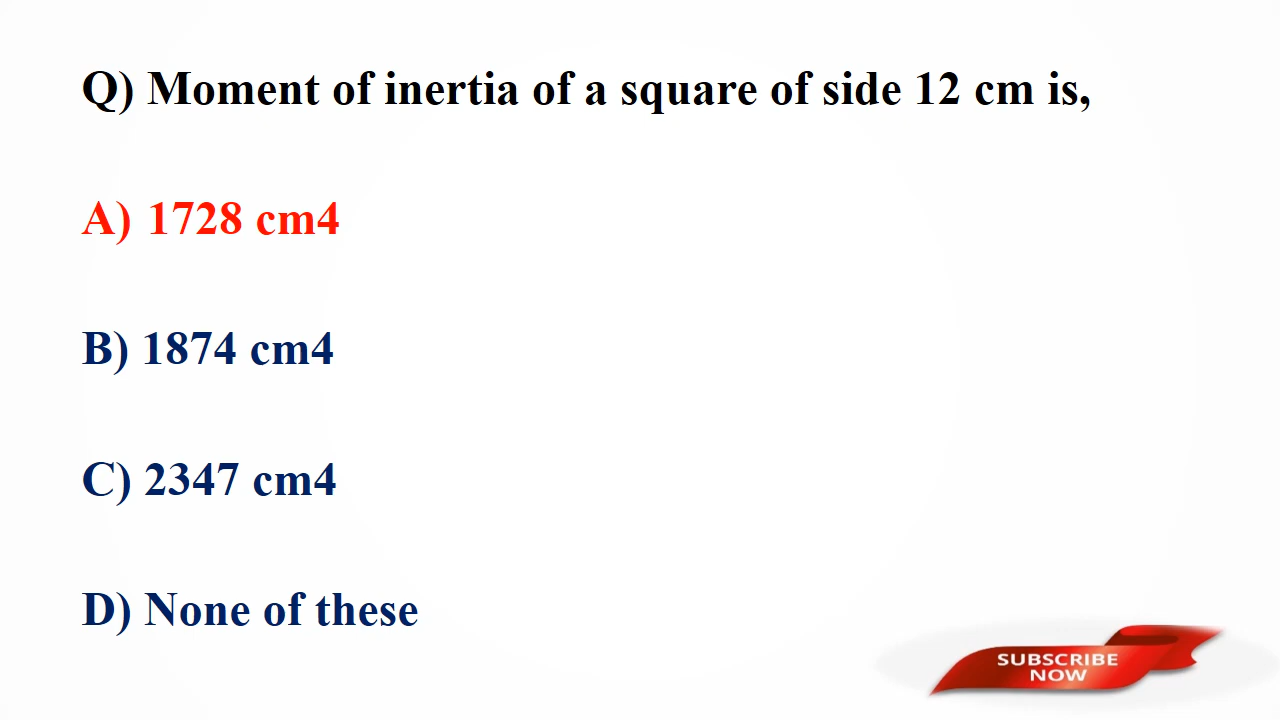 Q) Moment of inertia of a square of side 12 cm is,
A) 1728 cm4
B) 1874 cm4
C) 2347 cm4
D) None of these
SUBSCRIBE
NOW